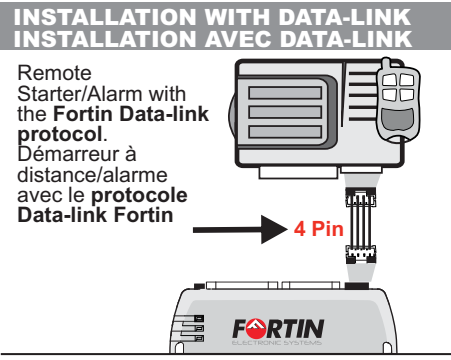 INSTALLATION WITH DATA-LINK
INSTALLATION AVEC DATA-LINK
Remote
Starter/Alarm with
the Fortin Data-link
protocol.
Démarreur à
distance/alarme
avec le protocole
Data-link Fortin
4 Pin
FORTIN
ELECTRONIC SYSTEMS